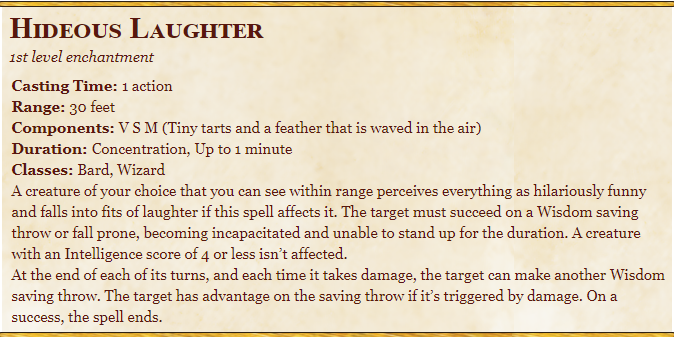 Hideous Laughter
1st level enchantment
Casting Time: 1 action
Range: 30 feet
Components: V S M (Tiny tarts and a feather that is waved in the air)
Duration: Concentration, Up to 1 minute
Classes: Bard, Wizard
A creature of your choice that you can see within range perceives everything as hilariously funny
and falls into fits of laughter if this spell affects it. The target must succeed on a Wisdom saving
throw or fall prone, becoming incapacitated and unable to stand up for the duration. A creature
with an Intelligence score of 4 or less isn’t affected.
At the end of each of its turns, and each time it takes damage, the target can make another Wisdom
saving throw. The target has advantage on the saving throw if it’s triggered by damage. On a
success, the spell ends.